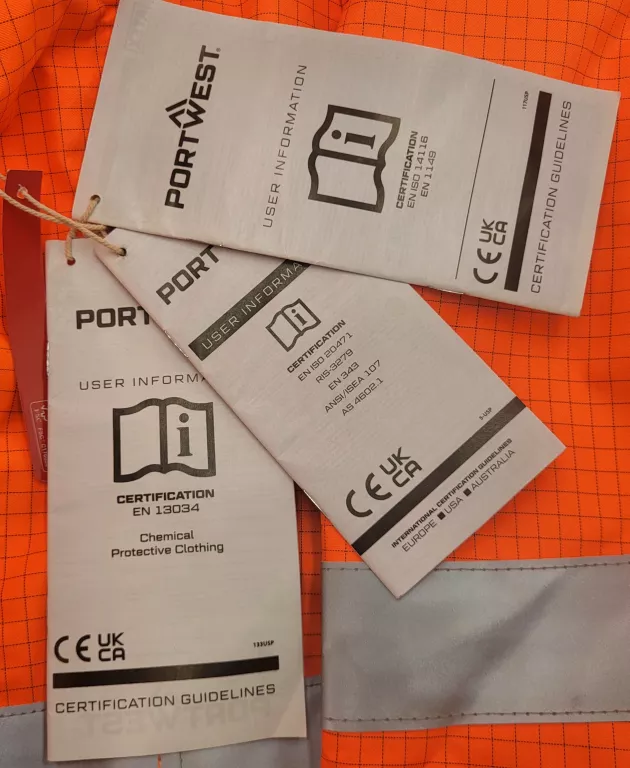 PORTWEST®
USER INFORMATION
CERTIFICATION
EN ISO 14116
EN 1149
117USP
CE UK
CA
CERTIFICATION GUIDELINES
PORT
USER INFORMA
CERTIFICATION
EN ISO 20471
RIS-3279
EN 343
ANSI/ISEA 107
AS 4602.1
CE UK
CA
INTERNATIONAL CERTIFICATION GUIDELINES
EUROPE ■ USA ■ AUSTRALIA
PORT
USER INFORM
CERTIFICATION
EN 13034
Chemical
Protective Clothing
CE UK
CA
133USP
CERTIFICATION GUIDELINES